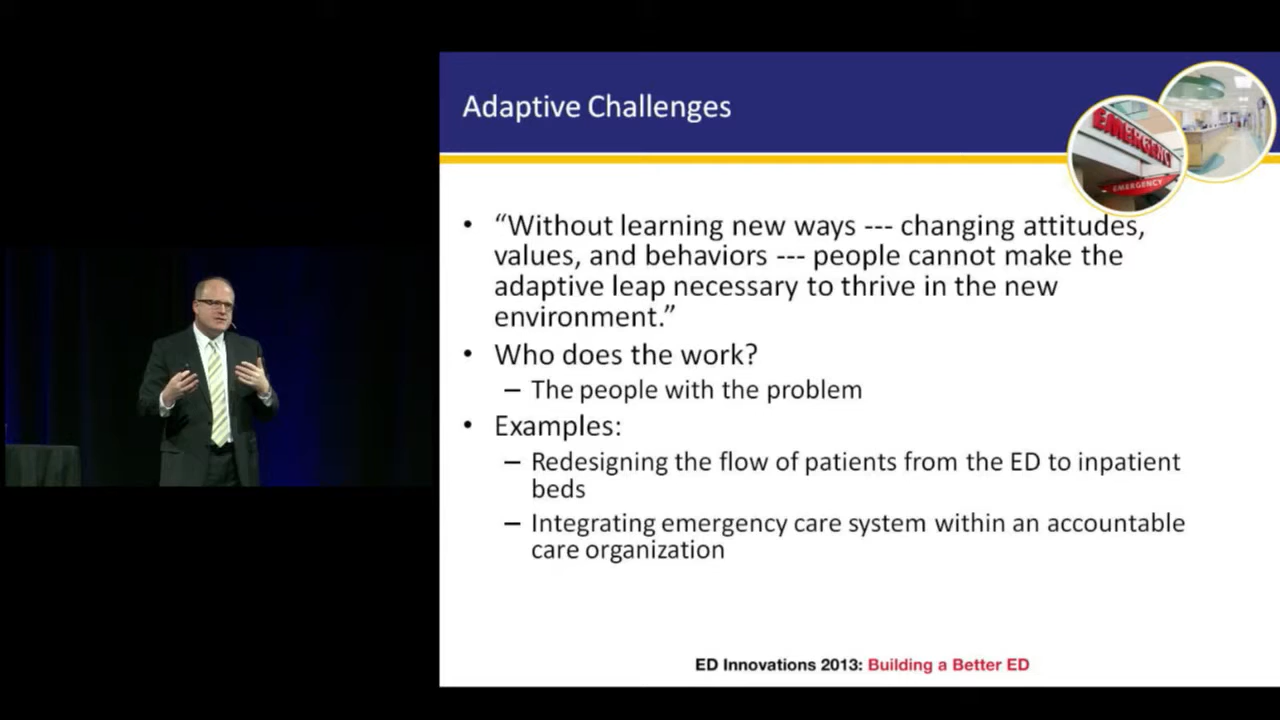 Adaptive Challenges
EMERGENCY
EMERGENCY
• “Without learning new ways --- changing attitudes,
values, and behaviors --- people cannot make the
adaptive leap necessary to thrive in the new
environment.”
• Who does the work?
– The people with the problem
• Examples:
– Redesigning the flow of patients from the ED to inpatient
beds
– Integrating emergency care system within an accountable
care organization
ED Innovations 2013: Building a Better ED